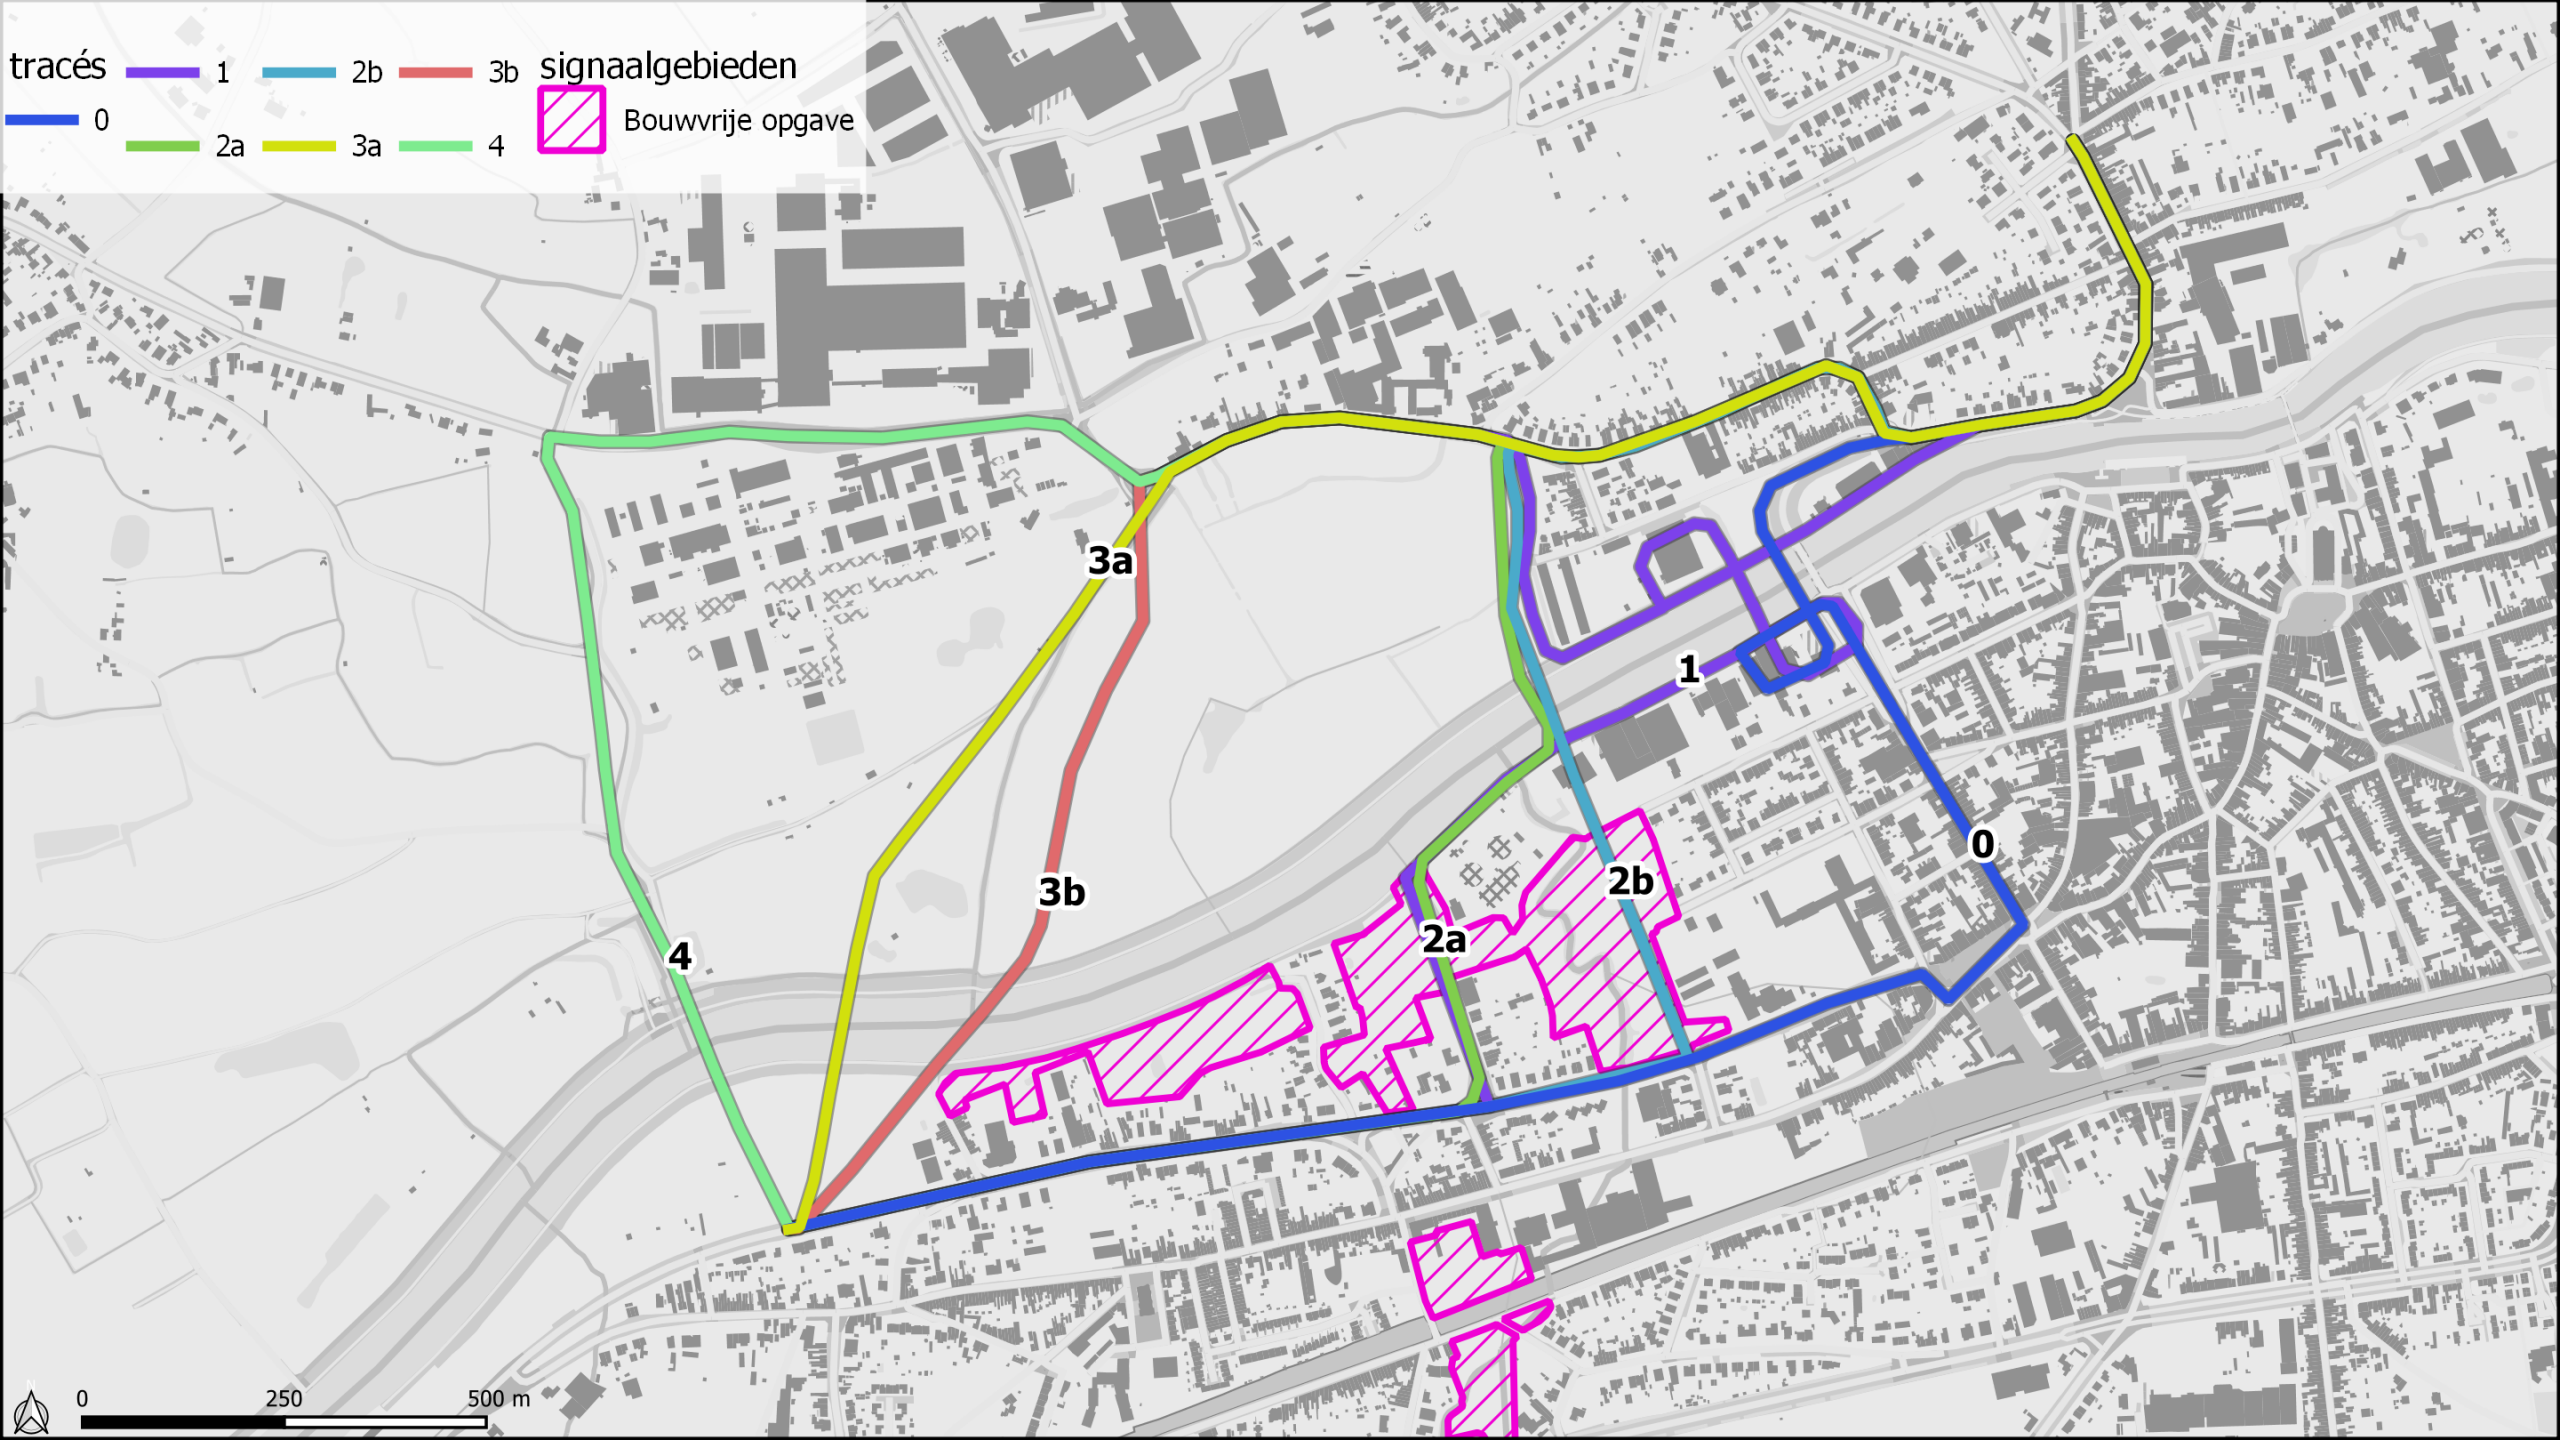 tracés
1
2b
3b
signaalgebieden
0
Bouwvrije opgave
2a
3a
4
3a
1
0
2b
3b
2a
4
N
0 250 500 m